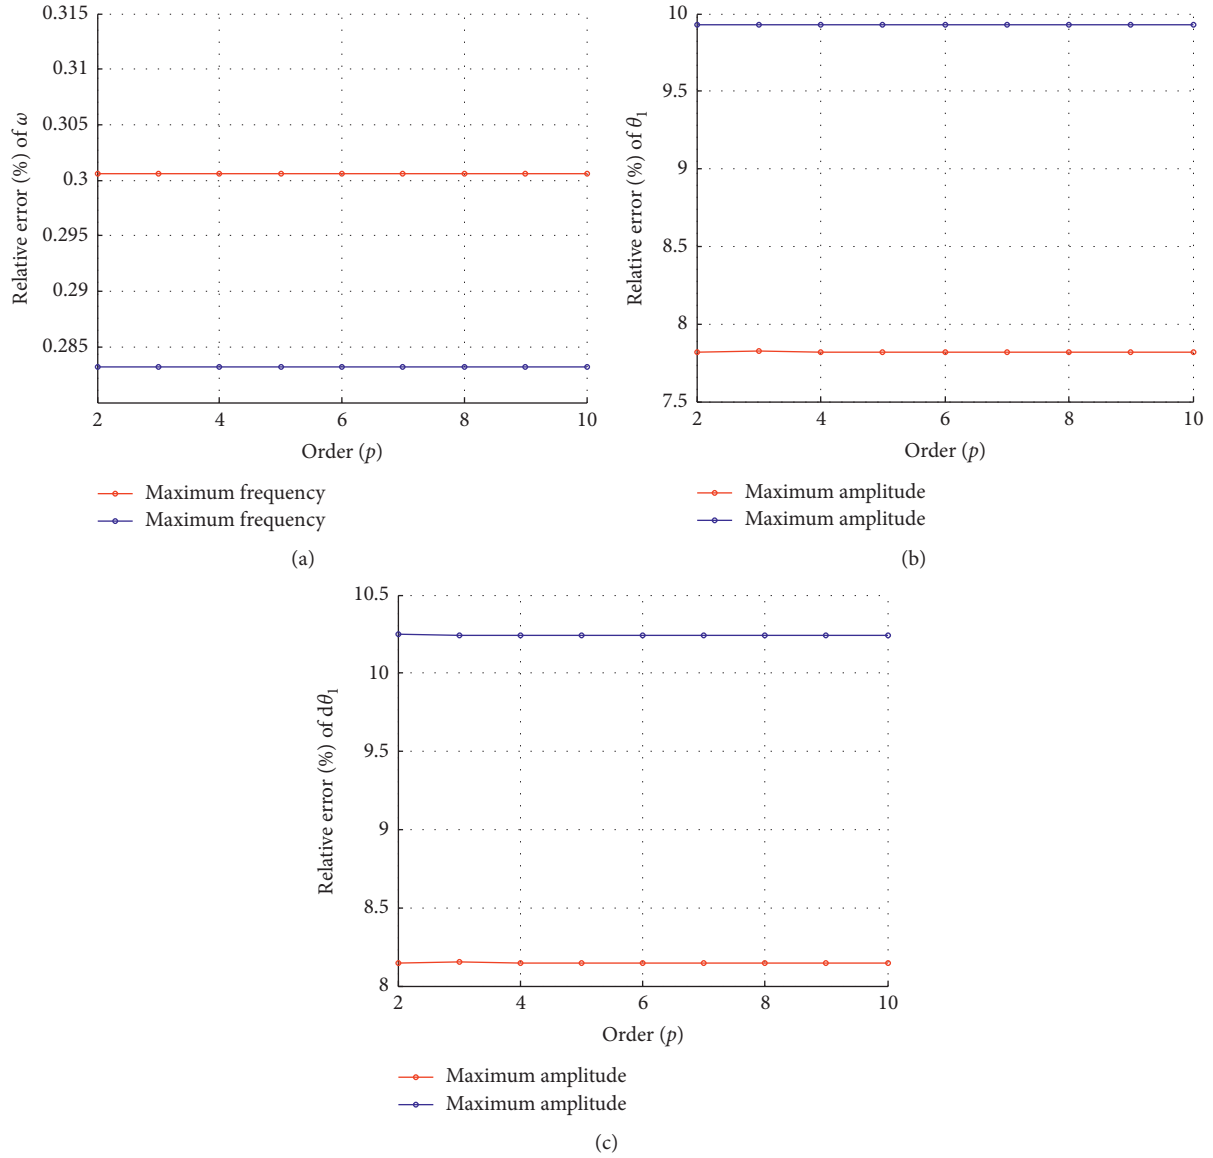 0.315
0.31
0.305
0.3
0.295
0.29
0.285
Relative error (%) of ω
2 4 6 8 10
Order (p)
Maximum frequency
Maximum frequency
(a)
10
9.5
9
8.5
8
7.5
Relative error (%) of θ₁
2 4 6 8 10
Order (p)
Maximum amplitude
Maximum amplitude
(b)
10.5
10
9.5
9
8.5
8
Relative error (%) of dθ₁
2 4 6 8 10
Order (p)
Maximum amplitude
Maximum amplitude
(c)